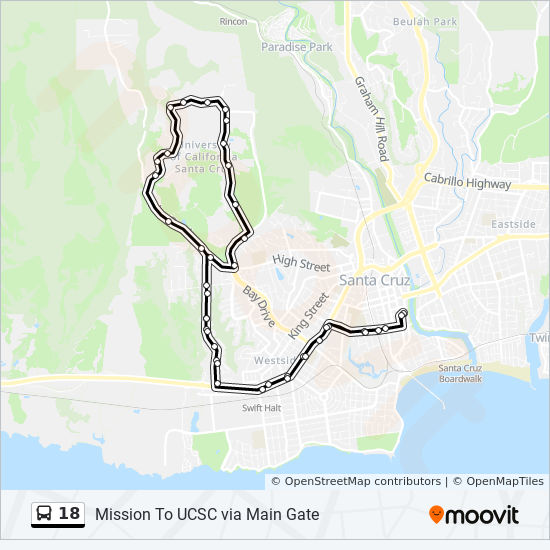 Rincon
Beulah Park
Paradise Park
Graham Hill Road
University
of California
Santa Cruz
Cabrillo Highway
Eastside
High Street
Santa Cruz
Bay Drive
King Street
Westside
Santa Cruz
Boardwalk
Swift Halt
© OpenStreetMap contributors | © OpenMapTiles
18 Mission To UCSC via Main Gate
moovit